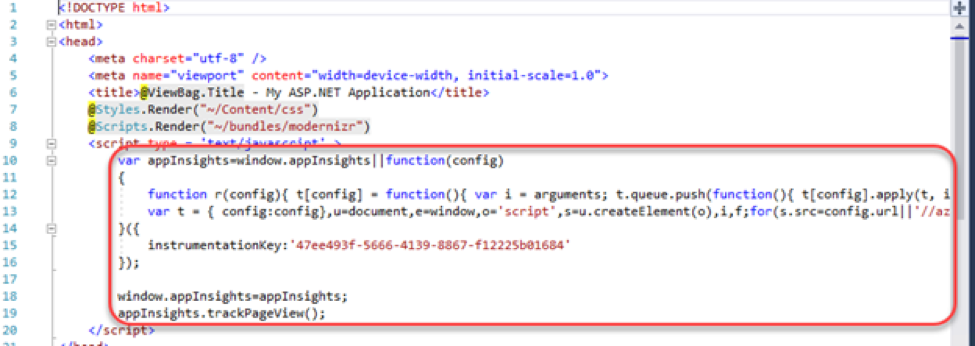 1 <!DOCTYPE html>
2 <html>
3 <head>
4 <meta charset="utf-8" />
5 <meta name="viewport" content="width=device-width, initial-scale=1.0">
6 <title>@ViewBag.Title - My ASP.NET Application</title>
7 @Styles.Render("~/Content/css")
8 @Scripts.Render("~/bundles/modernizr")
9 <script type = 'text/javascript' >
10 var appInsights=window.appInsights||function(config)
11 {
12 function r(config){ t[config] = function(){ var i = arguments; t.queue.push(function(){ t[config].apply(t, i
13 var t = { config:config},u=document,e=window,o='script',s=u.createElement(o),i,f;for(s.src=config.url||'//az
14 }({
15 instrumentationKey:'47ee493f-5666-4139-8867-f12225b01684'
16 });
17
18 window.appInsights=appInsights;
19 appInsights.trackPageView();
20 </script>
21 </head>